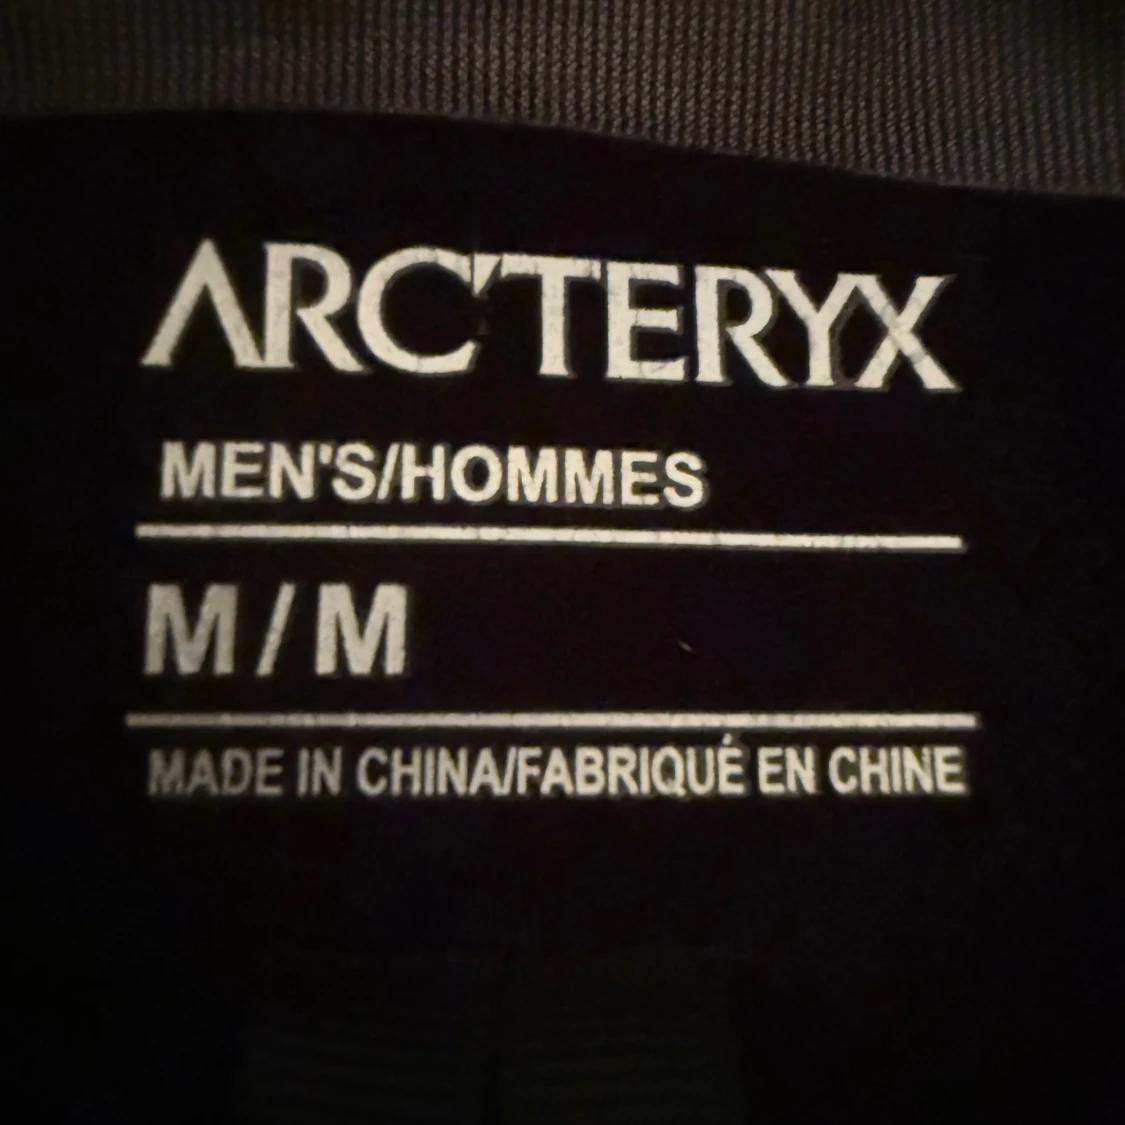 ARC'TERYX
MEN'S/HOMMES
M / M
MADE IN CHINA/FABRIQUÉ EN CHINE